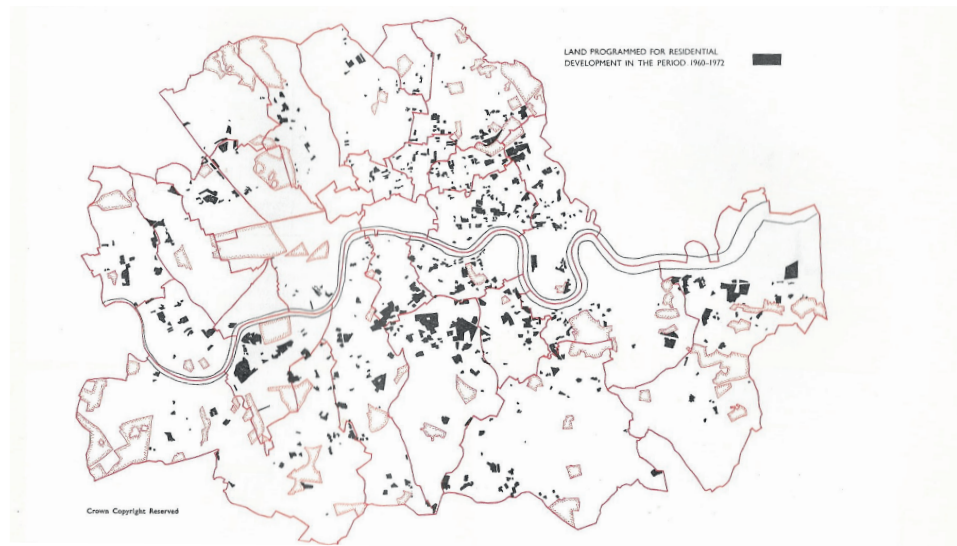 LAND PROGRAMMED FOR RESIDENTIAL
DEVELOPMENT IN THE PERIOD 1960–1972
Crown Copyright Reserved